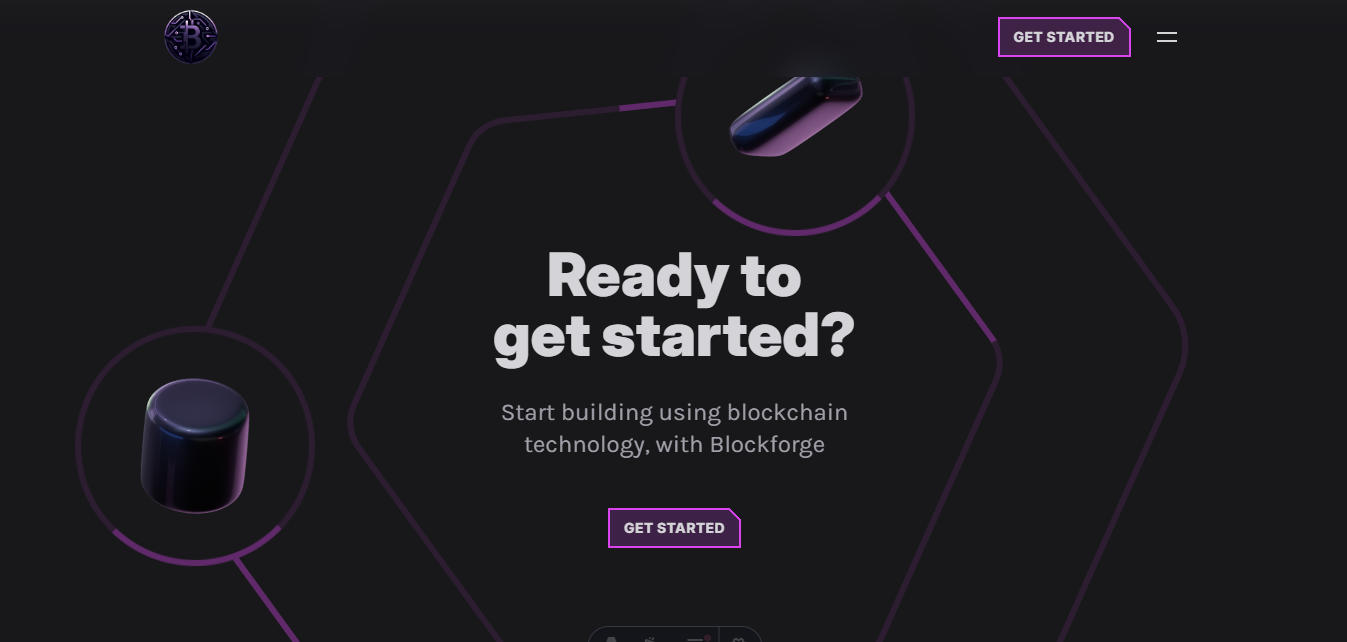 GET STARTED
Ready to
get started?
Start building using blockchain
technology, with Blockforge
GET STARTED